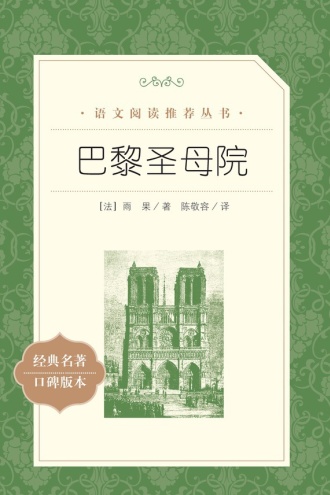 · 语文阅读推荐丛书 ·
巴黎圣母院
［法］雨 果／著 陈敬容／译
经典名著
口碑版本